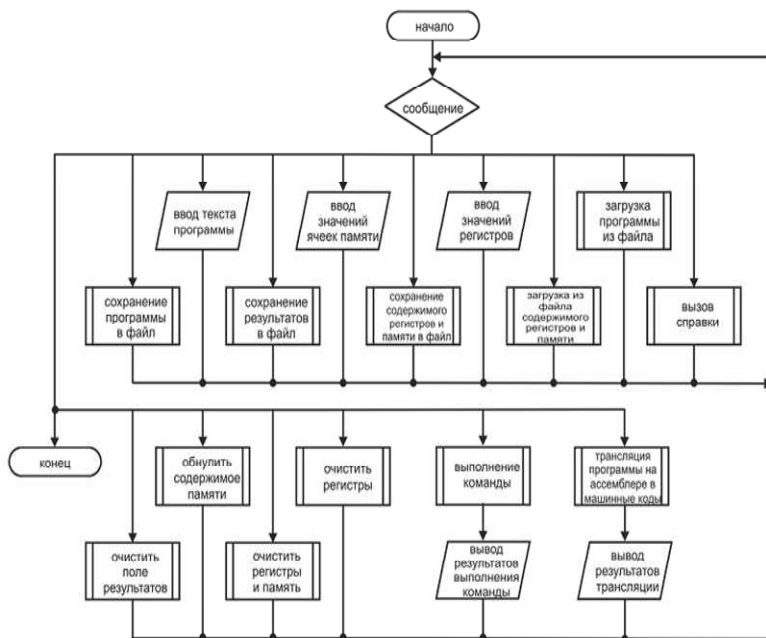 начало
сообщение
ввод текста
программы
ввод
значений
ячеек памяти
ввод
значений
регистров
загрузка
программы
из файла
сохранение
программы
в файл
сохранение
результатов
в файл
сохранение
содержимого
регистров и
памяти в файл
загрузка из
файла
содержимого
регистров и
памяти
вызов
справки
конец
обнулить
содержимое
памяти
очистить
регистры
выполнение
команды
трансляция
программы на
ассемблере в
машинные коды
очистить
поле
результатов
очистить
регистры
и память
вывод
результатов
выполнения
команды
вывод
результатов
трансляции